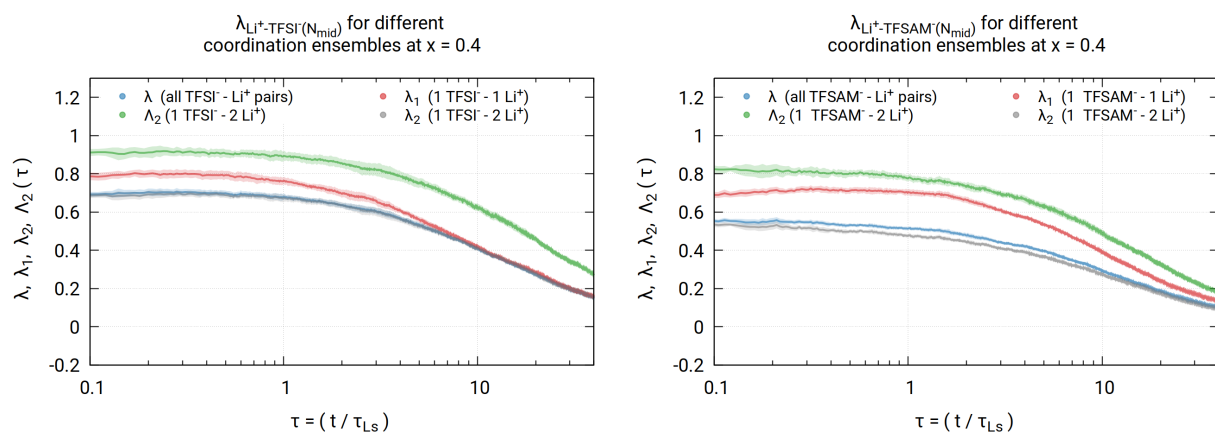 λLi⁺-TFSI⁻(Nmid) for different
coordination ensembles at x = 0.4
λ (all TFSI⁻ - Li⁺ pairs)
λ₁ (1 TFSI⁻ - 1 Li⁺)
Λ₂ (1 TFSI⁻ - 2 Li⁺)
λ₂ (1 TFSI⁻ - 2 Li⁺)
λ, λ₁, λ₂, Λ₂ (τ)
1.2
1
0.8
0.6
0.4
0.2
0
-0.2
0.1
1
10
τ = ( t / τLs )
λLi⁺-TFSAM⁻(Nmid) for different
coordination ensembles at x = 0.4
λ (all TFSAM⁻ - Li⁺ pairs)
λ₁ (1 TFSAM⁻ - 1 Li⁺)
Λ₂ (1 TFSAM⁻ - 2 Li⁺)
λ₂ (1 TFSAM⁻ - 2 Li⁺)
λ, λ₁, λ₂, Λ₂ (τ)
1.2
1
0.8
0.6
0.4
0.2
0
-0.2
0.1
1
10
τ = ( t / τLs )